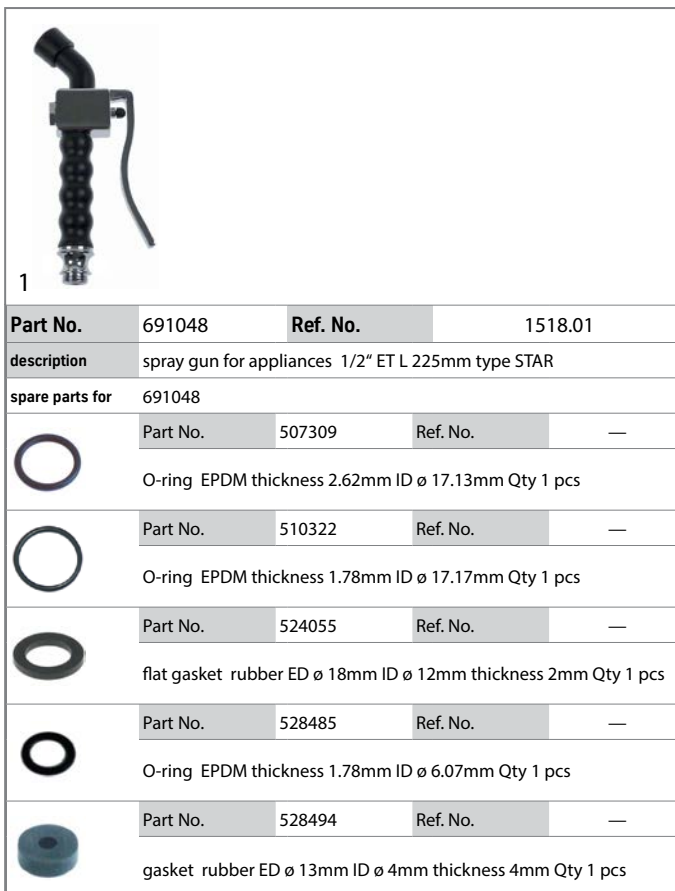 1
Part No. 691048 Ref. No. 1518.01
description spray gun for appliances 1/2“ ET L 225mm type STAR
spare parts for 691048
Part No. 507309 Ref. No. —
O-ring EPDM thickness 2.62mm ID ø 17.13mm Qty 1 pcs
Part No. 510322 Ref. No. —
O-ring EPDM thickness 1.78mm ID ø 17.17mm Qty 1 pcs
Part No. 524055 Ref. No. —
flat gasket rubber ED ø 18mm ID ø 12mm thickness 2mm Qty 1 pcs
Part No. 528485 Ref. No. —
O-ring EPDM thickness 1.78mm ID ø 6.07mm Qty 1 pcs
Part No. 528494 Ref. No. —
gasket rubber ED ø 13mm ID ø 4mm thickness 4mm Qty 1 pcs